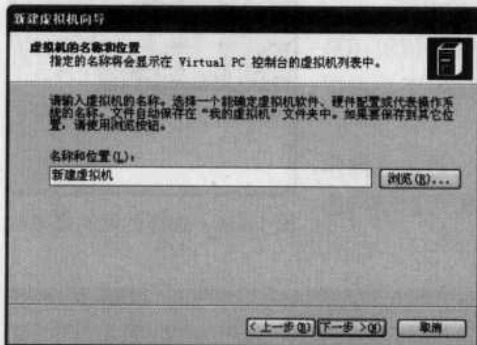 新建虚拟机向导
虚拟机的名称和位置
指定的名称将会显示在 Virtual PC 控制台的虚拟机列表中。
请输入虚拟机的名称。选择一个能确定虚拟机软件、硬件配置或代表操作系
统的名称。文件自动保存在“我的虚拟机”文件夹中。如果要保存到其它位
置，请使用浏览按钮。
名称和位置(L)：
新建虚拟机
浏览(R)...
<上一步(B) 下一步 >(N) 取消